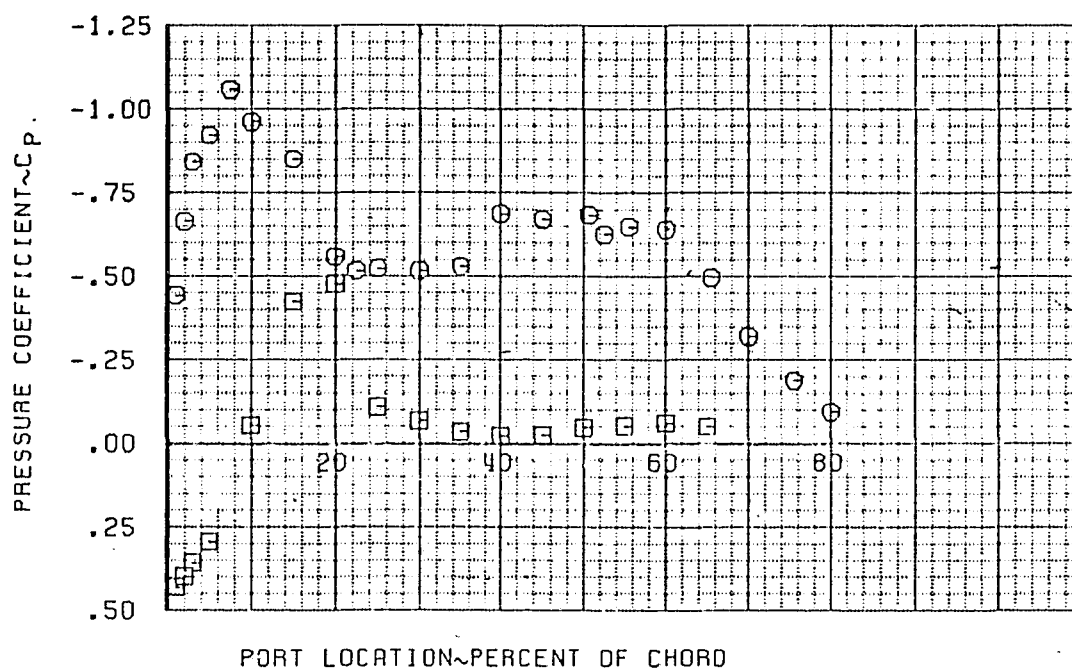 -1.25
-1.00
-.75
-.50
-.25
.00
.25
.50
PRESSURE COEFFICIENT~CP.
20 40 60 80
PORT LOCATION~PERCENT OF CHORD